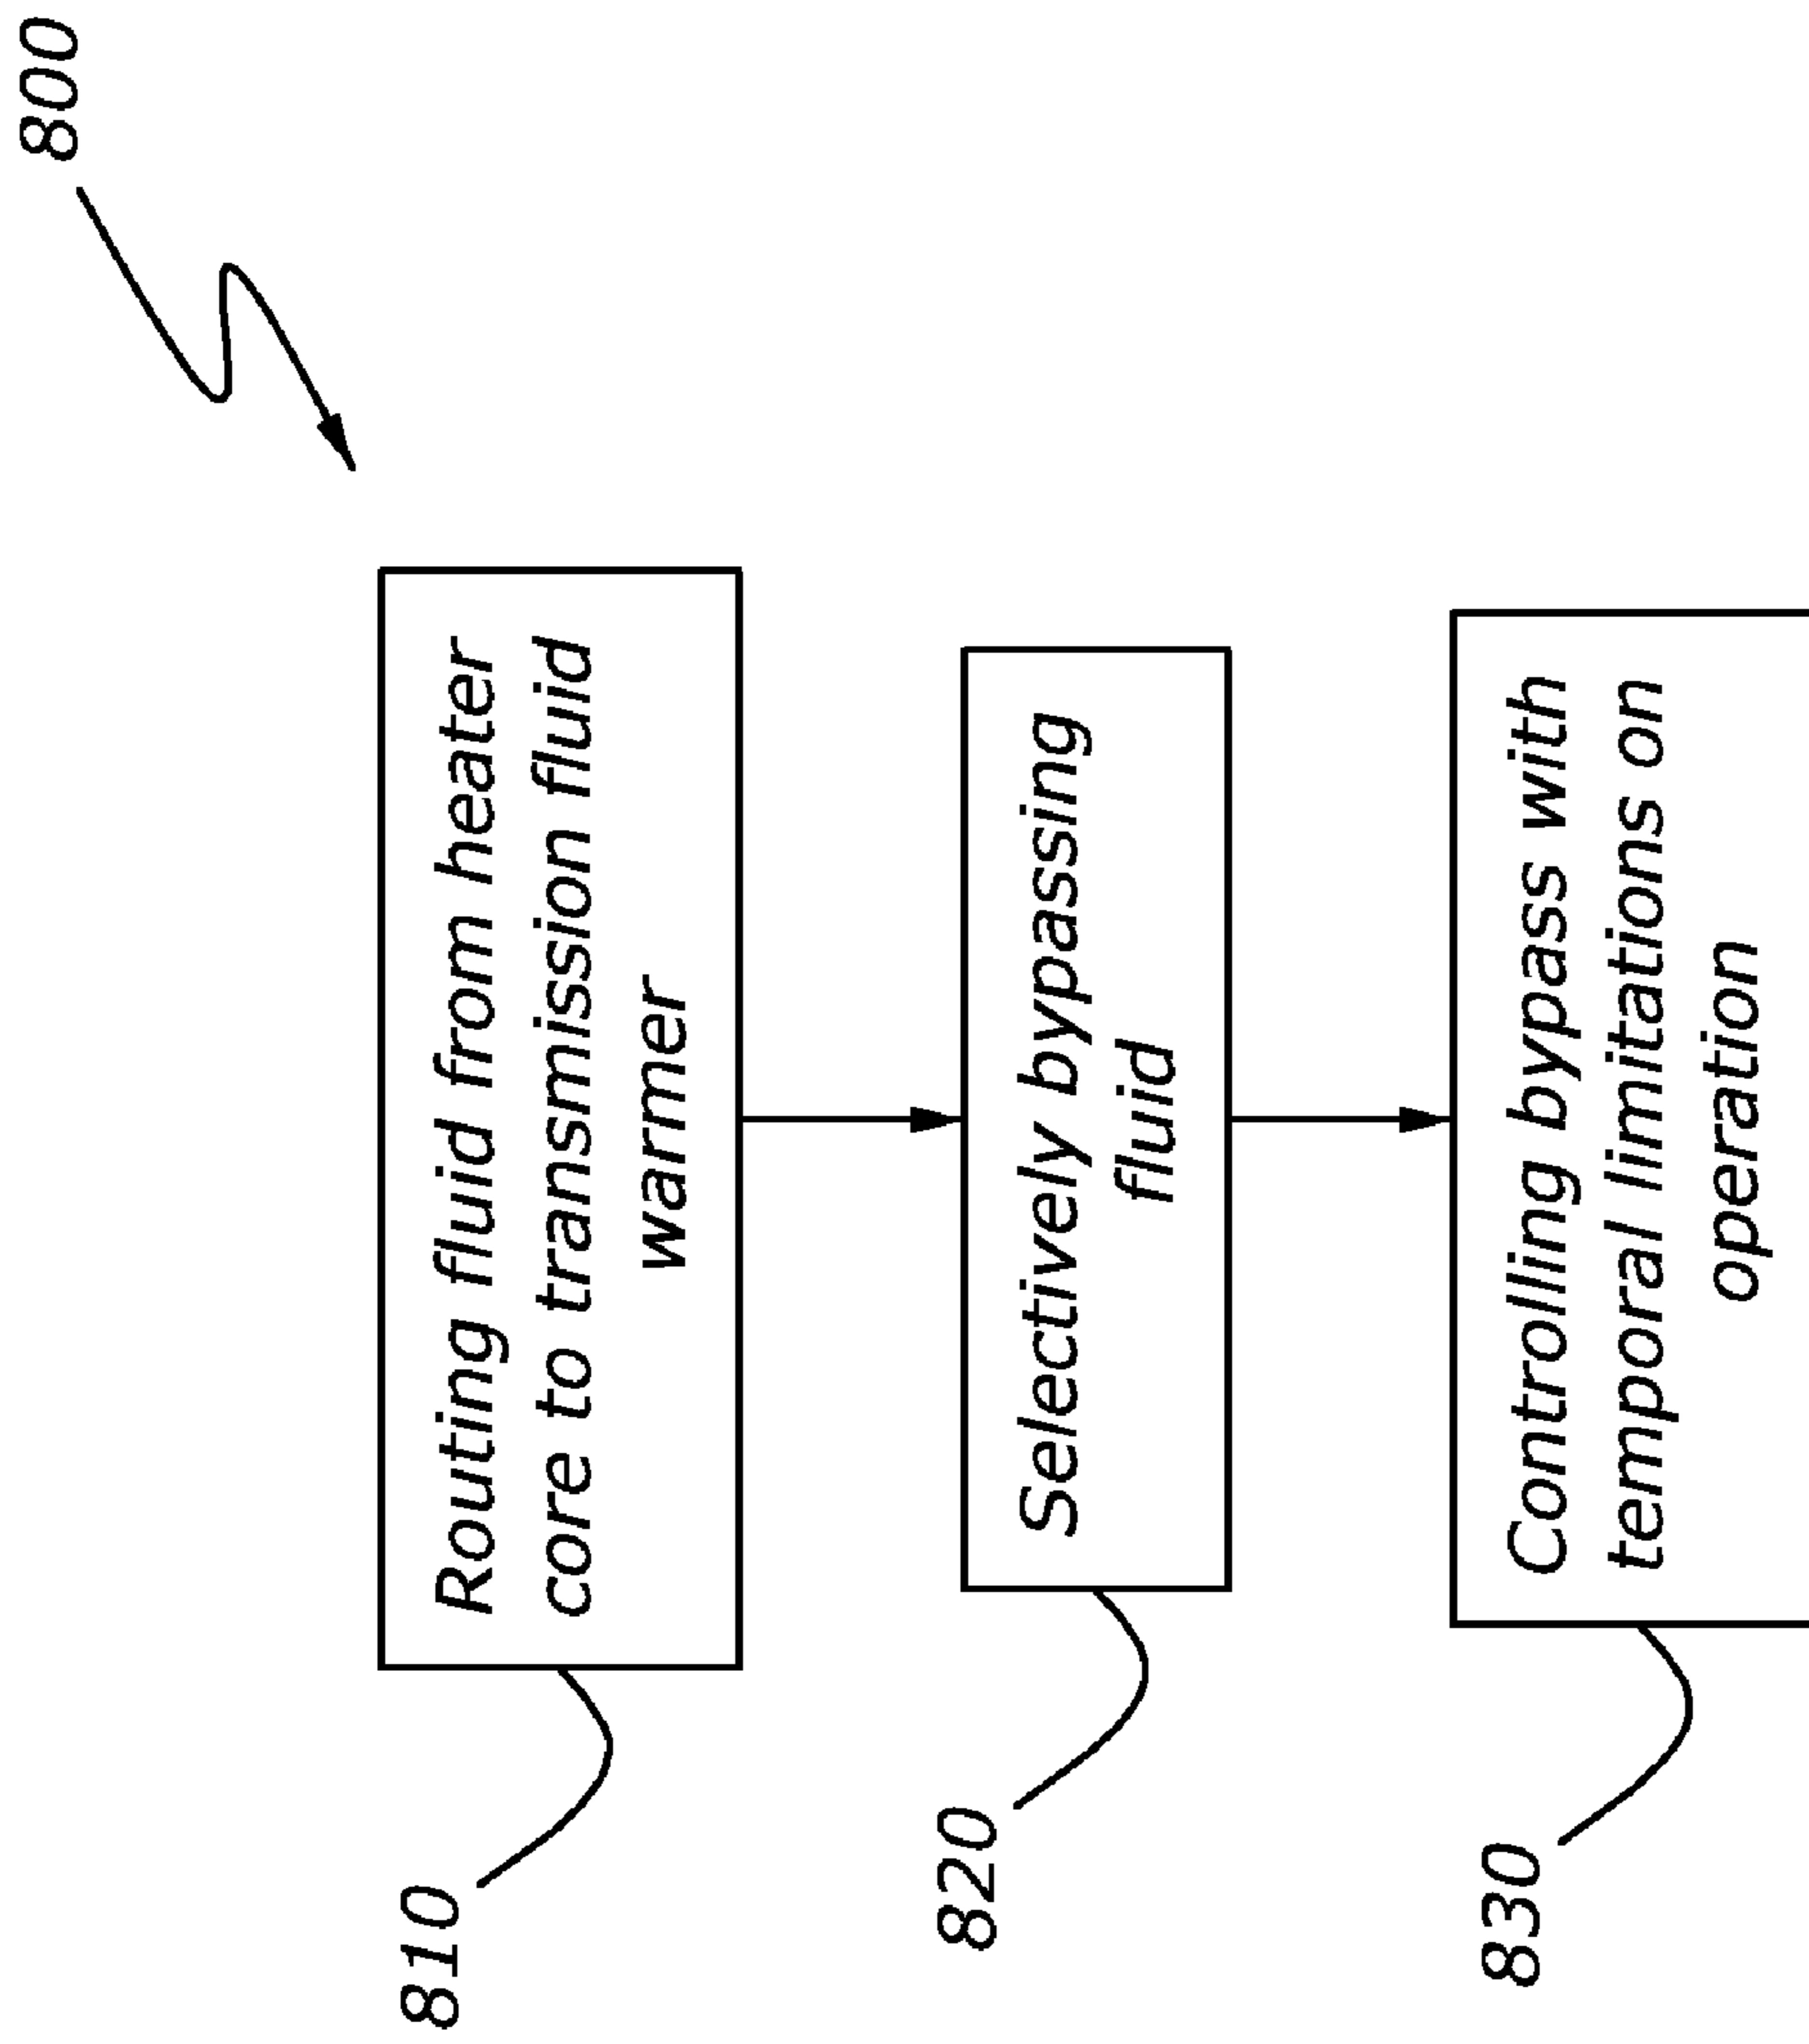 800
810
Routing fluid from heater
core to transmission fluid
warmer
820
Selectively bypassing
fluid
830
Controlling bypass with
temporal limitations on
operation